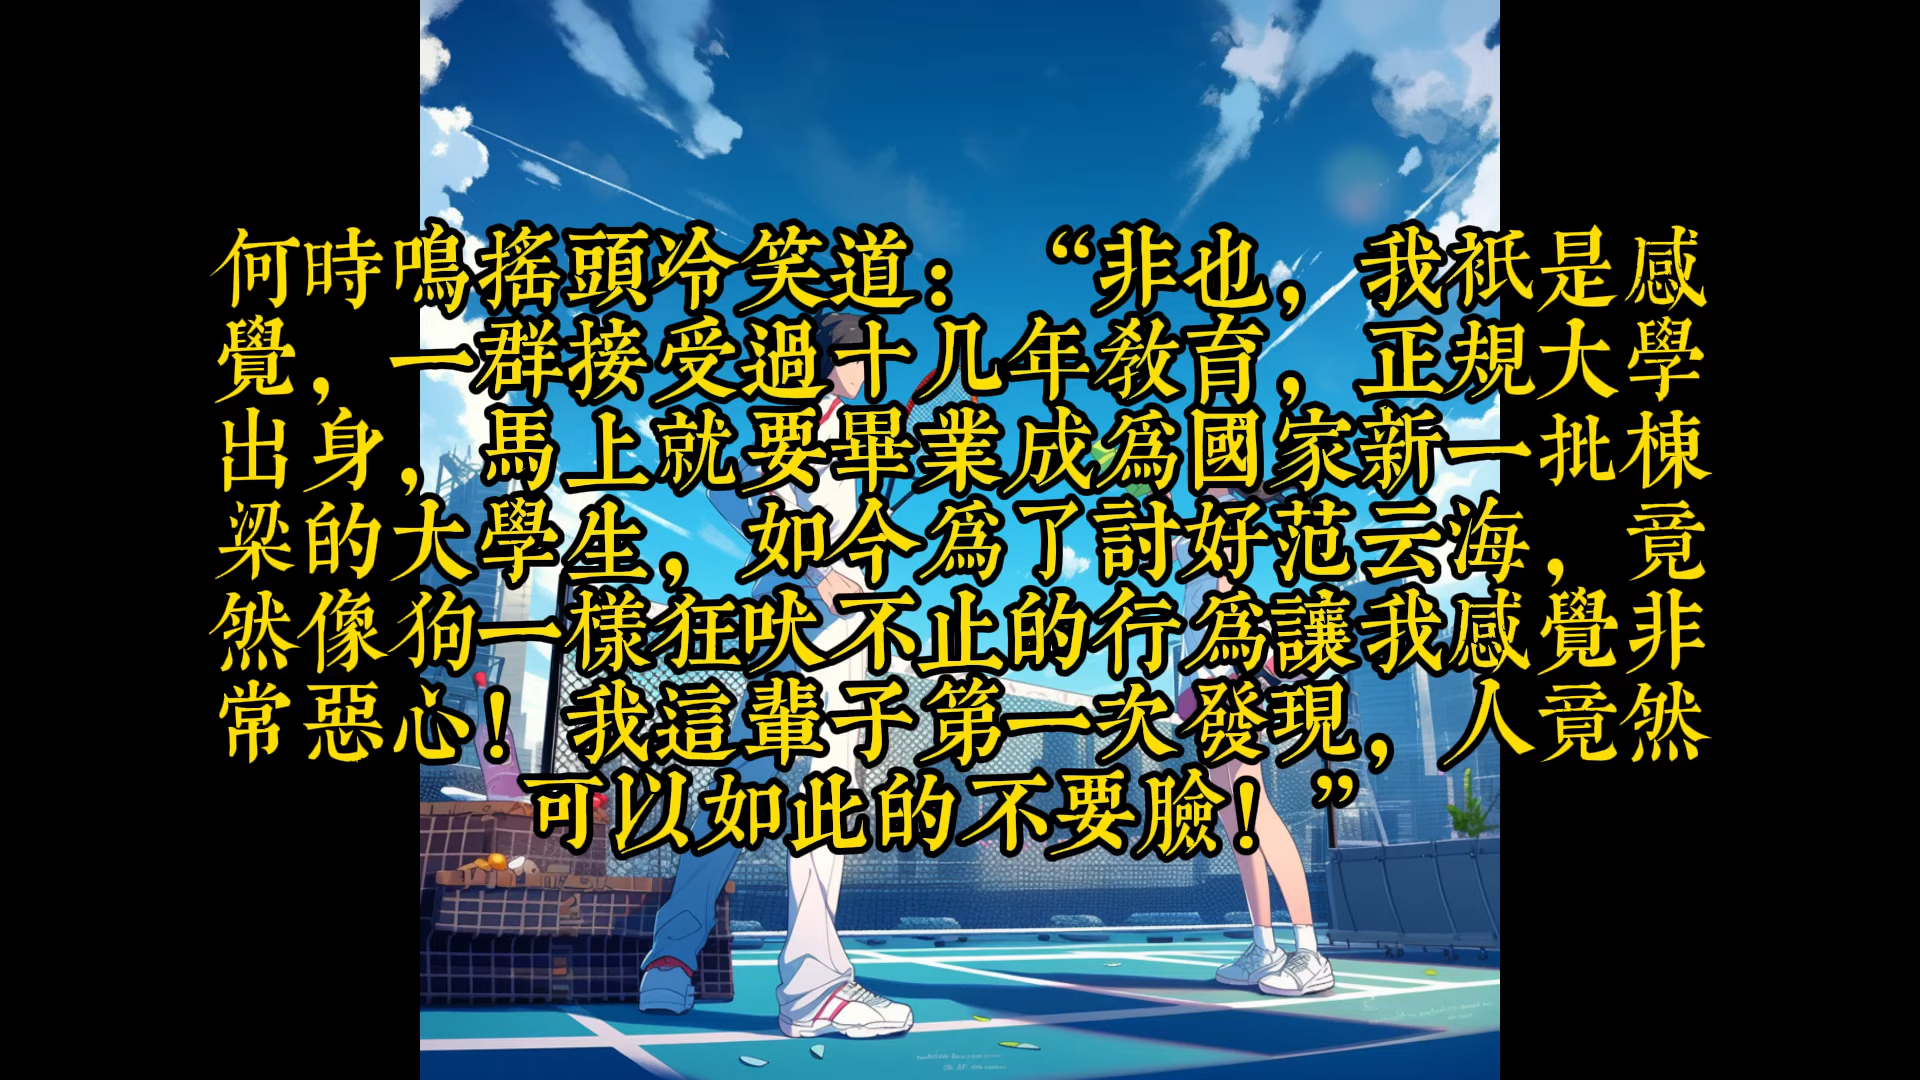 何時鳴搖頭冷笑道：“非也，我祇是感
覺，一群接受過十几年教育，正規大學
出身，馬上就要畢業成爲國家新一批棟
梁的大學生，如今爲了討好范云海，竟
然像狗一樣狂吠不止的行爲讓我感覺非
常惡心！我這輩子第一次發現，人竟然
可以如此的不要臉！”